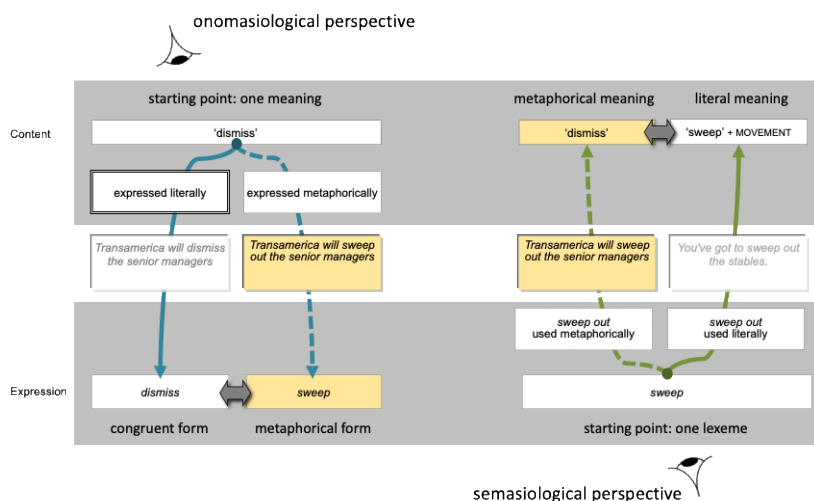 onomasiological perspective
starting point: one meaning
metaphorical meaning
literal meaning
Content
'dismiss'
'dismiss'
'sweep' + MOVEMENT
expressed literally
expressed metaphorically
Transamerica will dismiss
the senior managers
Transamerica will sweep
out the senior managers
Transamerica will sweep
out the senior managers
You've got to sweep out
the stables.
sweep out
used metaphorically
sweep out
used literally
Expression
dismiss
sweep
sweep
congruent form
metaphorical form
starting point: one lexeme
semasiological perspective